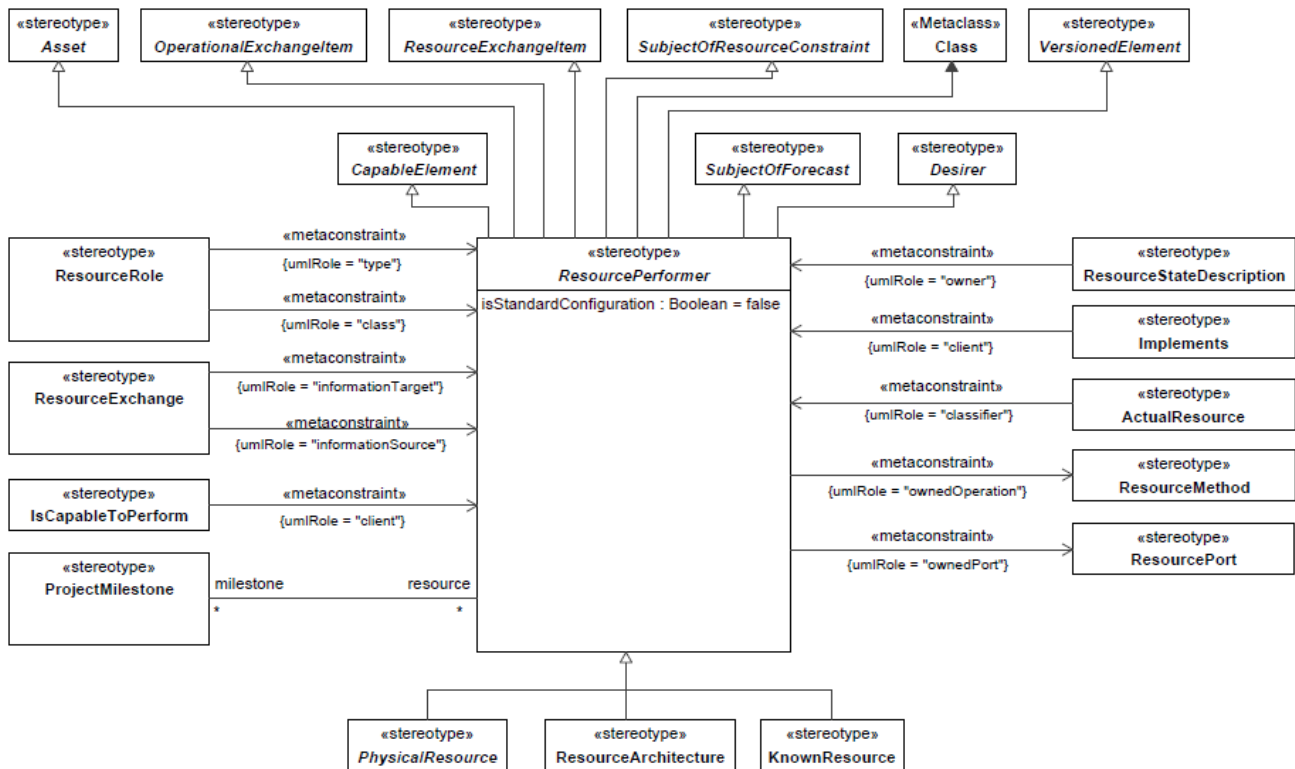 «stereotype»
Asset
«stereotype»
OperationalExchangeItem
«stereotype»
ResourceExchangeItem
«stereotype»
SubjectOfResourceConstraint
«Metaclass»
Class
«stereotype»
VersionedElement
«stereotype»
CapableElement
«stereotype»
SubjectOfForecast
«stereotype»
Desirer
«stereotype»
ResourceRole
«metaconstraint»
{umlRole = "type"}
«metaconstraint»
{umlRole = "class"}
«stereotype»
ResourceExchange
«metaconstraint»
{umlRole = "informationTarget"}
«metaconstraint»
{umlRole = "informationSource"}
«stereotype»
IsCapableToPerform
«metaconstraint»
{umlRole = "client"}
«stereotype»
ProjectMilestone
milestone
*
resource
*
«stereotype»
ResourcePerformer
isStandardConfiguration : Boolean = false
«metaconstraint»
{umlRole = "owner"}
«stereotype»
ResourceStateDescription
«metaconstraint»
{umlRole = "client"}
«stereotype»
Implements
«metaconstraint»
{umlRole = "classifier"}
«stereotype»
ActualResource
«metaconstraint»
{umlRole = "ownedOperation"}
«stereotype»
ResourceMethod
«metaconstraint»
{umlRole = "ownedPort"}
«stereotype»
ResourcePort
«stereotype»
PhysicalResource
«stereotype»
ResourceArchitecture
«stereotype»
KnownResource